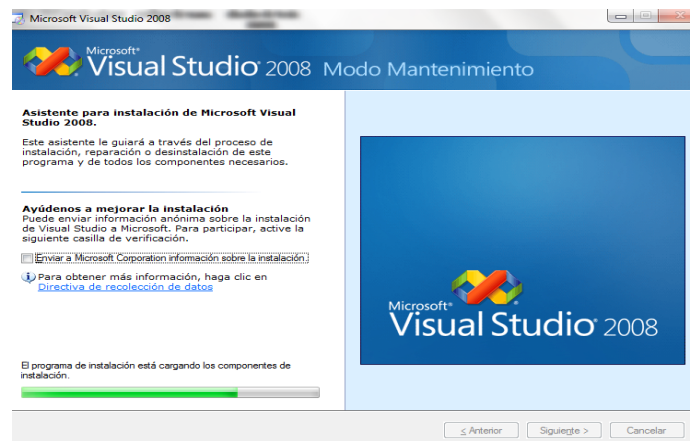 Microsoft Visual Studio 2008
Microsoft®
Visual Studio® 2008 Modo Mantenimiento
Asistente para instalación de Microsoft Visual
Studio 2008.
Este asistente le guiará a través del proceso de
instalación, reparación o desinstalación de este
programa y de todos los componentes necesarios.
Ayúdenos a mejorar la instalación
Puede enviar información anónima sobre la instalación
de Visual Studio a Microsoft. Para participar, active la
siguiente casilla de verificación.
Enviar a Microsoft Corporation información sobre la instalación.
Para obtener más información, haga clic en
Directiva de recolección de datos
Microsoft®
Visual Studio® 2008
El programa de instalación está cargando los componentes de
instalación.
< Anterior
Siguiente >
Cancelar